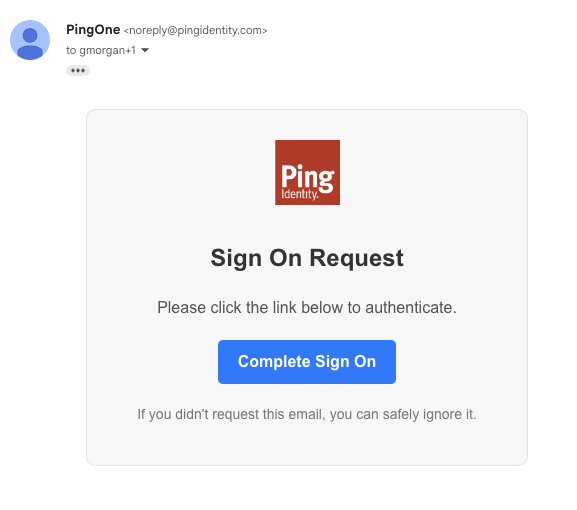 PingOne <noreply@pingidentity.com>
to gmorgan+1
Ping
Identity.
Sign On Request
Please click the link below to authenticate.
Complete Sign On
If you didn't request this email, you can safely ignore it.